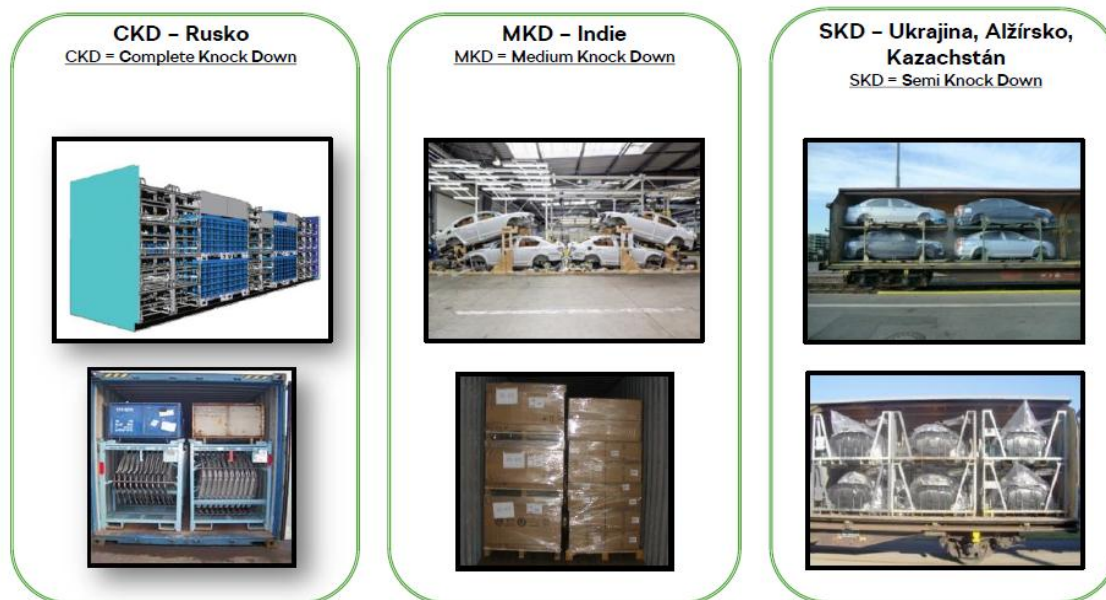 CKD – Rusko
CKD = Complete Knock Down
MKD – Indie
MKD = Medium Knock Down
SKD – Ukrajina, Alžírsko,
Kazachstán
SKD = Semi Knock Down